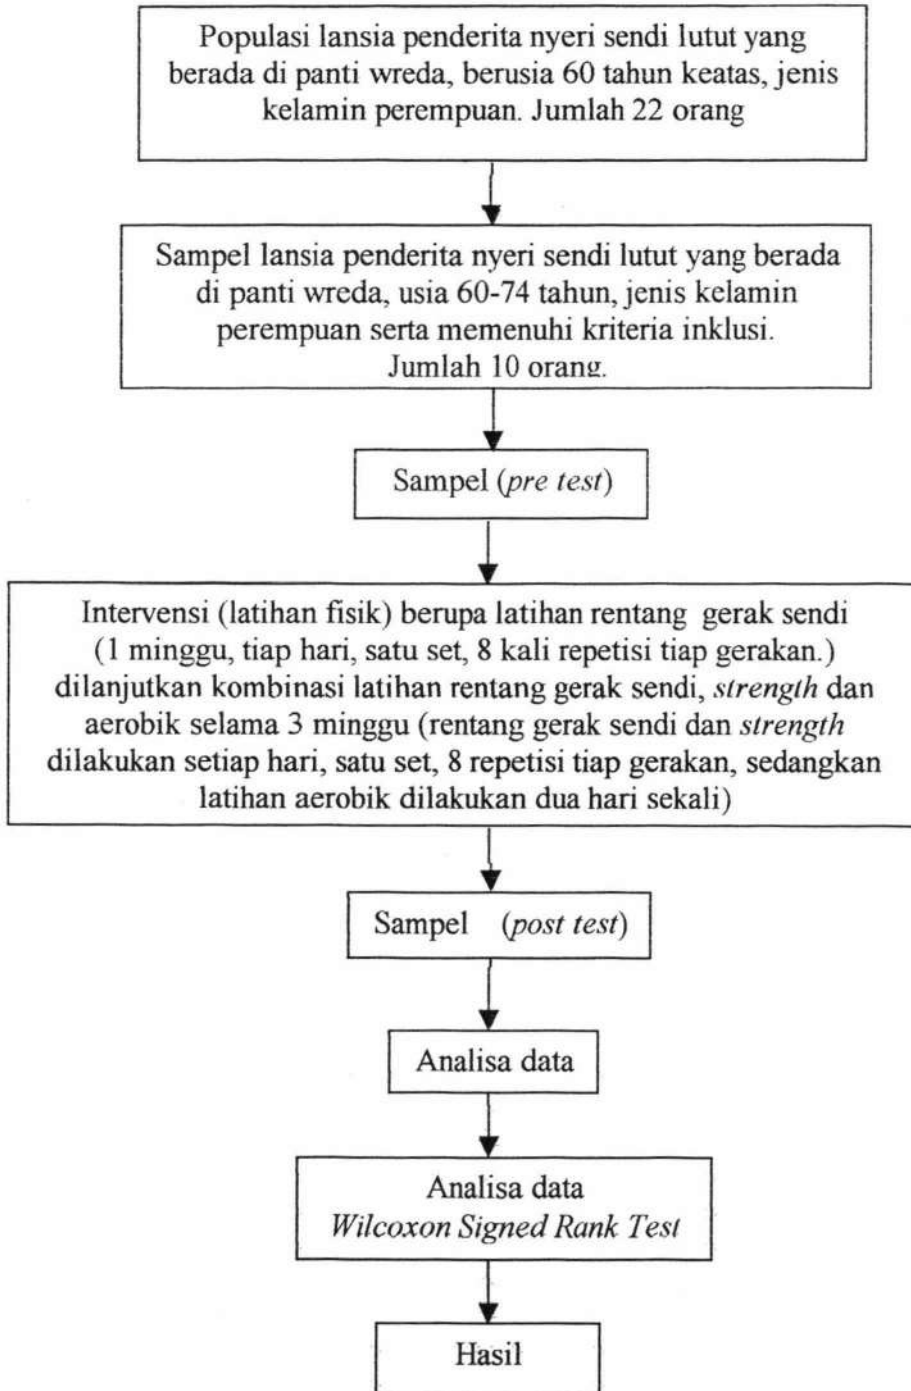 Populasi lansia penderita nyeri sendi lutut yang
berada di panti wreda, berusia 60 tahun keatas, jenis
kelamin perempuan. Jumlah 22 orang
Sampel lansia penderita nyeri sendi lutut yang berada
di panti wreda, usia 60-74 tahun, jenis kelamin
perempuan serta memenuhi kriteria inklusi.
Jumlah 10 orang.
Sampel (pre test)
Intervensi (latihan fisik) berupa latihan rentang gerak sendi
(1 minggu, tiap hari, satu set, 8 kali repetisi tiap gerakan.)
dilanjutkan kombinasi latihan rentang gerak sendi, strength dan
aerobik selama 3 minggu (rentang gerak sendi dan strength
dilakukan setiap hari, satu set, 8 repetisi tiap gerakan, sedangkan
latihan aerobik dilakukan dua hari sekali)
Sampel (post test)
Analisa data
Analisa data
Wilcoxon Signed Rank Test
Hasil